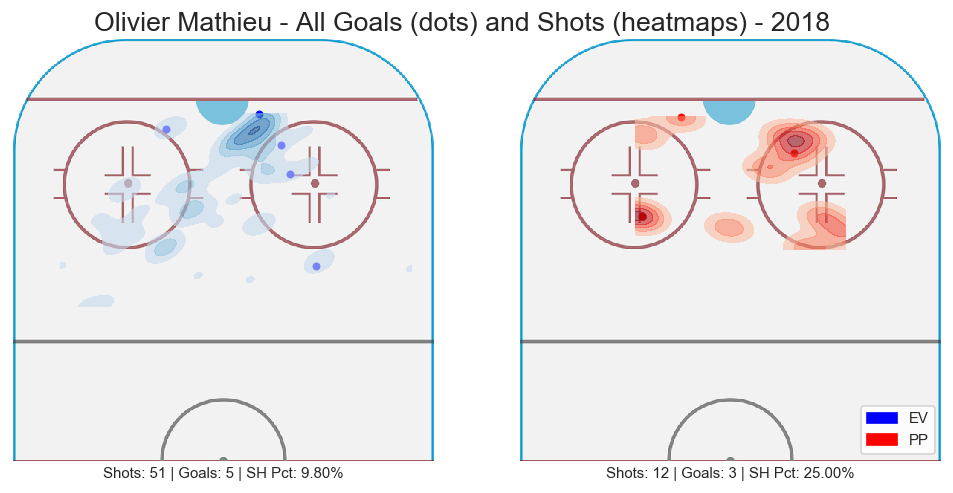 Olivier Mathieu - All Goals (dots) and Shots (heatmaps) - 2018
EV
PP
Shots: 51 | Goals: 5 | SH Pct: 9.80%
Shots: 12 | Goals: 3 | SH Pct: 25.00%